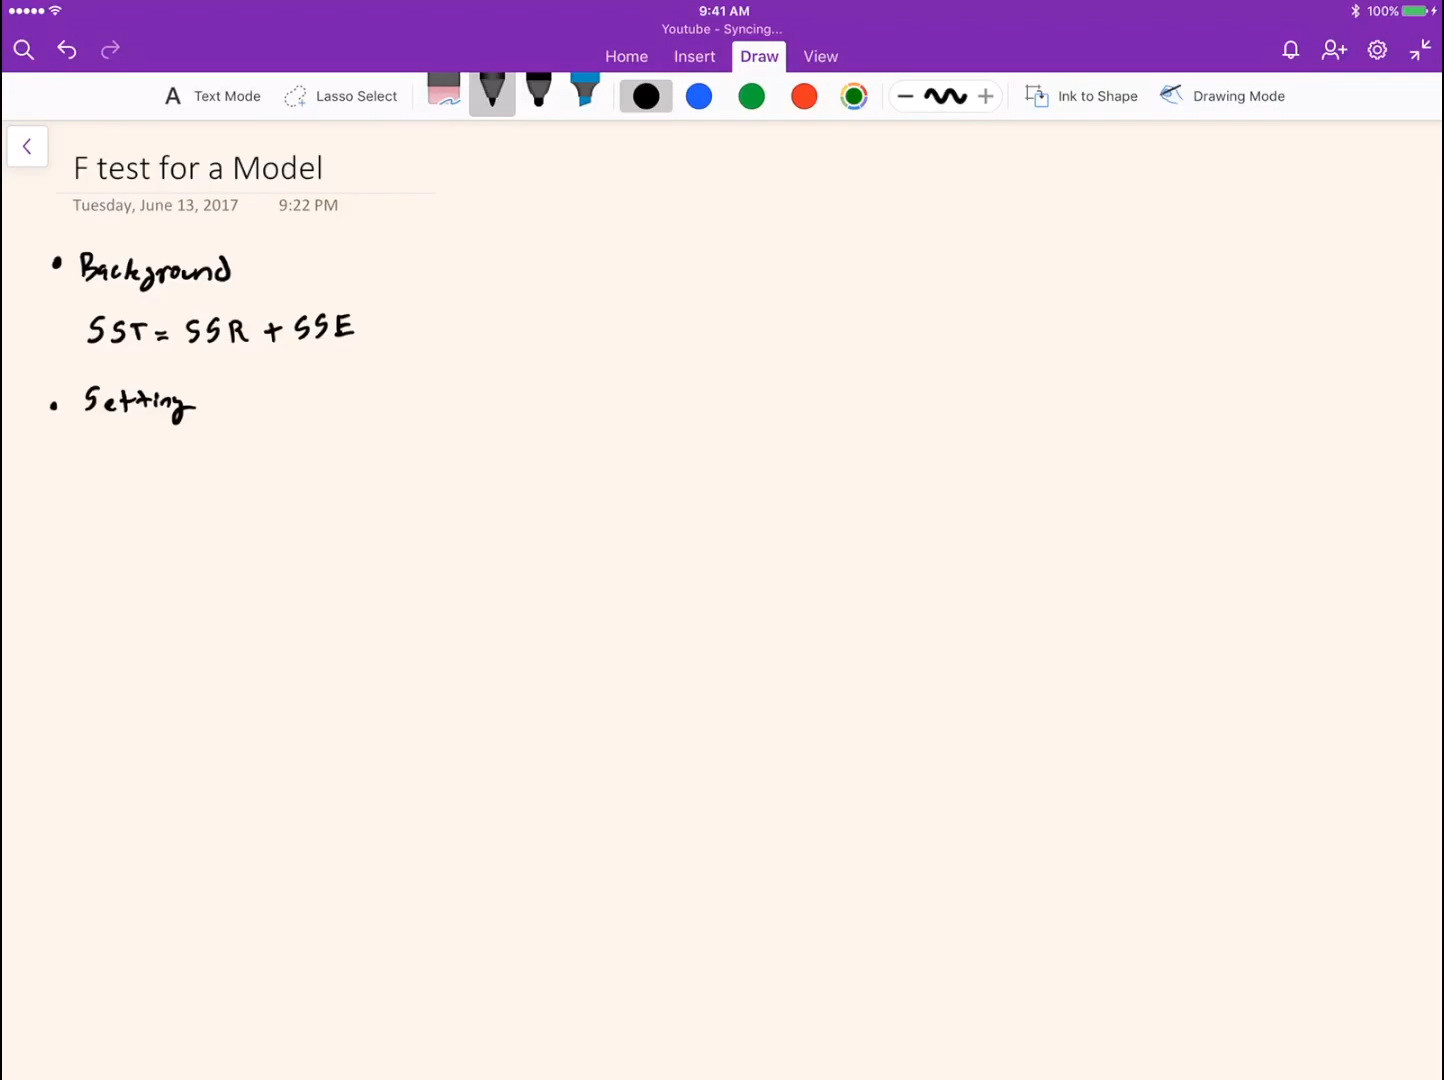 9:41 AM
100%
Youtube - Syncing...
Home Insert Draw View
A Text Mode Lasso Select Ink to Shape Drawing Mode
F test for a Model
Tuesday, June 13, 2017 9:22 PM
• Background
SST = SSR + SSE
• Setting